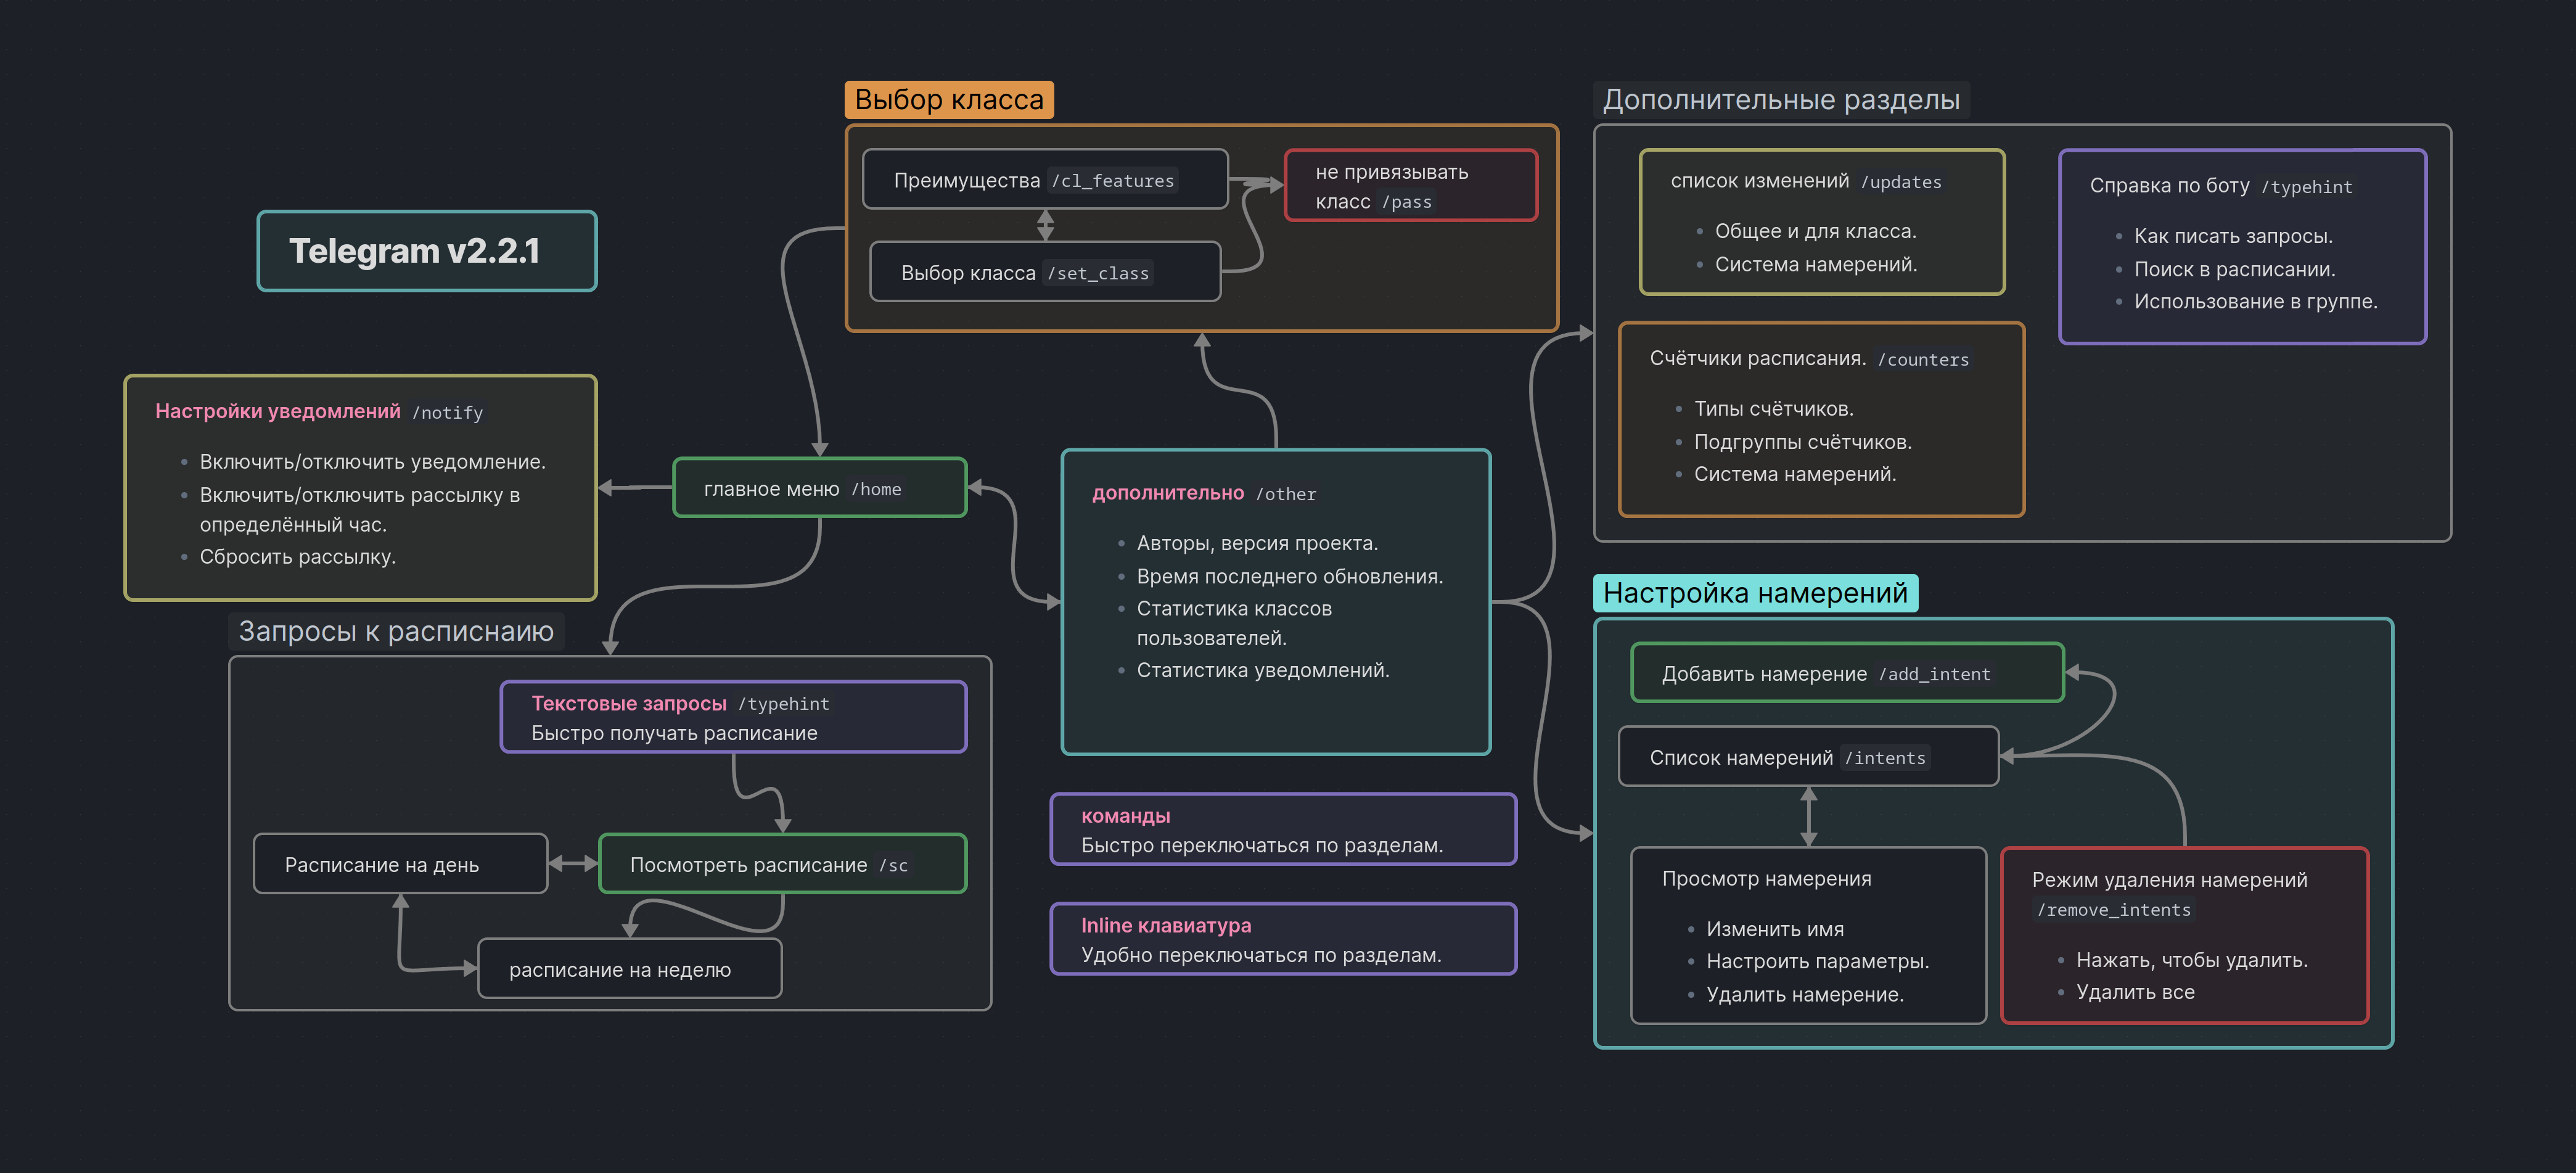 Telegram v2.2.1
Выбор класса
Преимущества /cl_features
не привязывать
класс /pass
Выбор класса /set_class
Дополнительные разделы
список изменений /updates
Общее и для класса.
Система намерений.
Справка по боту /typehint
Как писать запросы.
Поиск в расписании.
Использование в группе.
Счётчики расписания. /counters
Типы счётчиков.
Подгруппы счётчиков.
Система намерений.
Настройки уведомлений /notify
Включить/отключить уведомление.
Включить/отключить рассылку в
определённый час.
Сбросить рассылку.
главное меню /home
дополнительно /other
Авторы, версия проекта.
Время последнего обновления.
Статистика классов
пользователей.
Статистика уведомлений.
Запросы к расписнаию
Текстовые запросы /typehint
Быстро получать расписание
Расписание на день
Посмотреть расписание /sc
расписание на неделю
команды
Быстро переключаться по разделам.
Inline клавиатура
Удобно переключаться по разделам.
Настройка намерений
Добавить намерение /add_intent
Список намерений /intents
Просмотр намерения
Изменить имя
Настроить параметры.
Удалить намерение.
Режим удаления намерений
/remove_intents
Нажать, чтобы удалить.
Удалить все